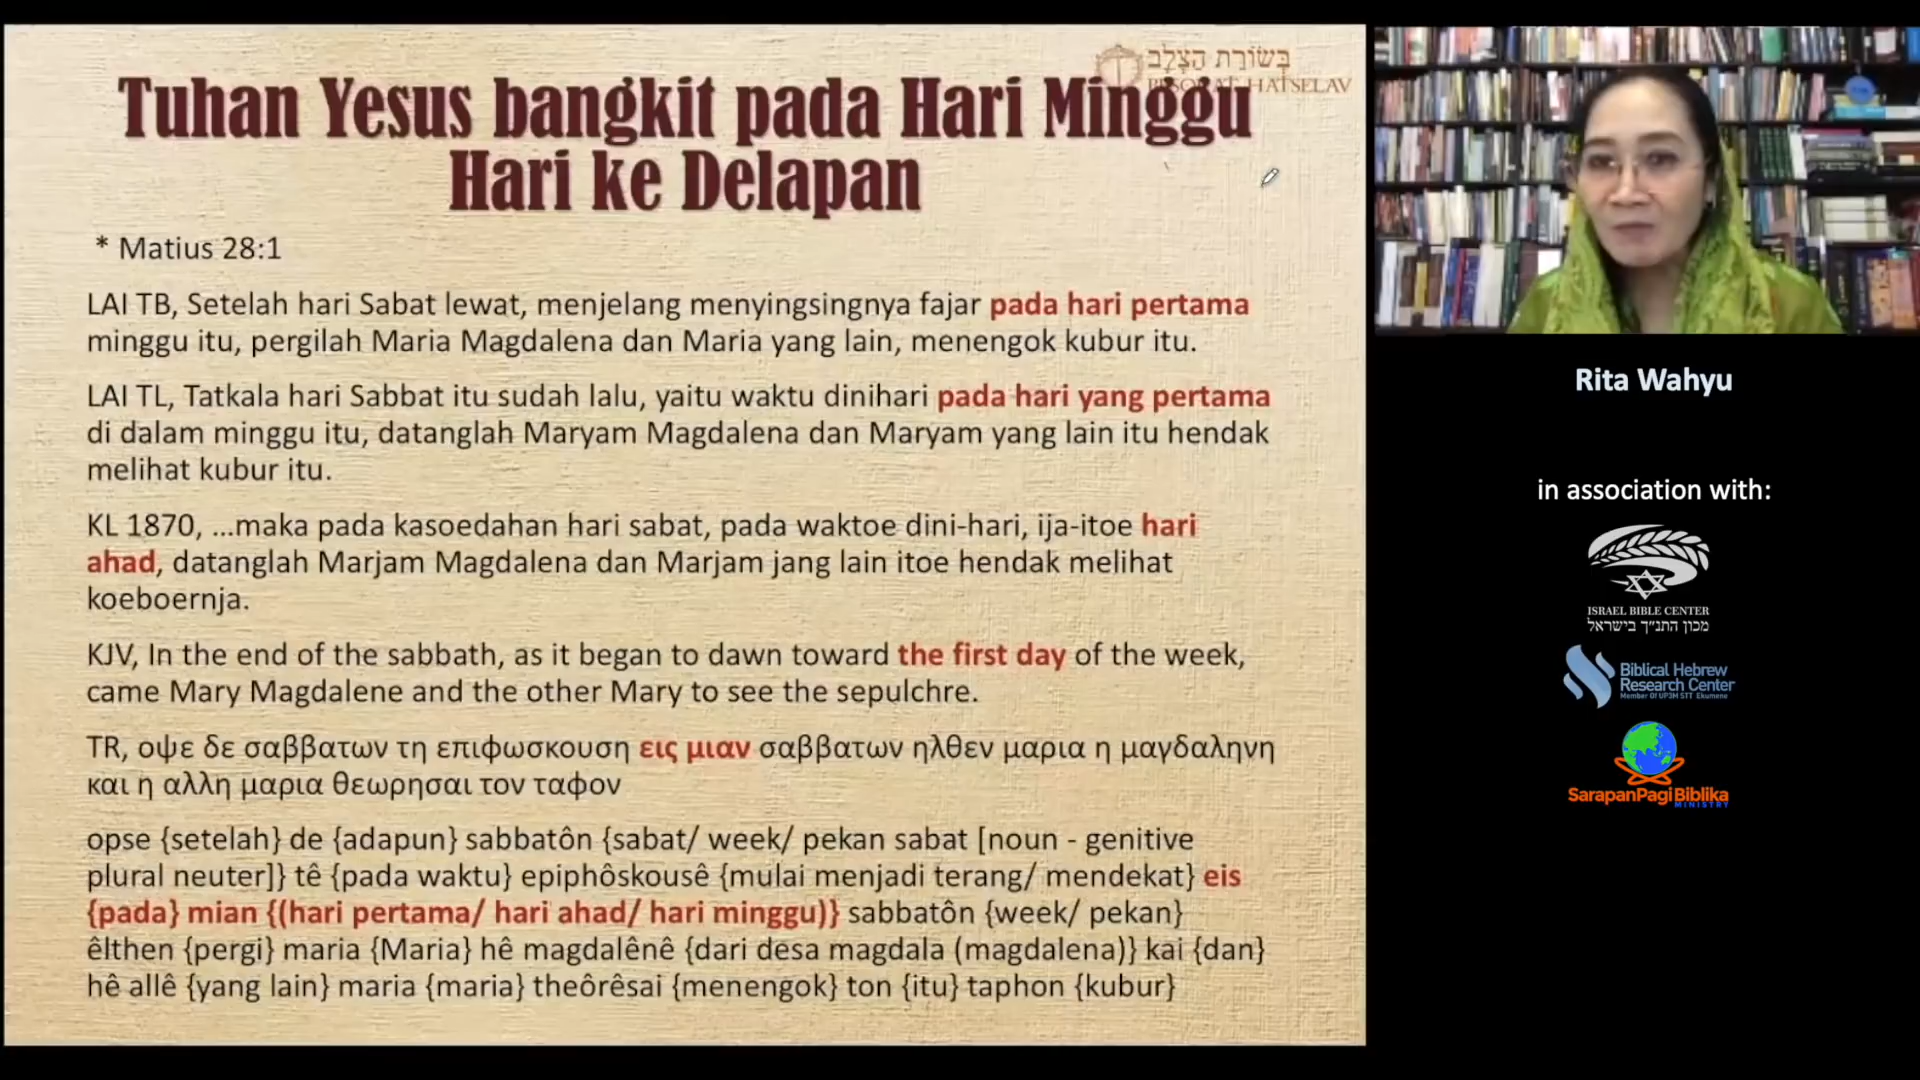 בְּשׂוֹרַת הַצְּלָב
BESORAT HATSELAV
Tuhan Yesus bangkit pada Hari Minggu
Hari ke Delapan
* Matius 28:1
LAI TB, Setelah hari Sabat lewat, menjelang menyingsingnya fajar pada hari pertama
minggu itu, pergilah Maria Magdalena dan Maria yang lain, menengok kubur itu.
LAI TL, Tatkala hari Sabbat itu sudah lalu, yaitu waktu dinihari pada hari yang pertama
di dalam minggu itu, datanglah Maryam Magdalena dan Maryam yang lain itu hendak
melihat kubur itu.
KL 1870, ...maka pada kasoedahan hari sabat, pada waktoe dini-hari, ija-itoe hari
ahad, datanglah Marjam Magdalena dan Marjam jang lain itoe hendak melihat
koeboernja.
KJV, In the end of the sabbath, as it began to dawn toward the first day of the week,
came Mary Magdalene and the other Mary to see the sepulchre.
TR, οψε δε σαββατων τη επιφωσκουση εις μιαν σαββατων ηλθεν μαρια η μαγδαληνη
και η αλλη μαρια θεωρησαι τον ταφον
opse {setelah} de {adapun} sabbatôn {sabat/ week/ pekan sabat [noun - genitive
plural neuter]} tê {pada waktu} epiphôskousê {mulai menjadi terang/ mendekat} eis
{pada} mian {(hari pertama/ hari ahad/ hari minggu)} sabbatôn {week/ pekan}
êlthen {pergi} maria {Maria} hê magdalênê {dari desa magdala (magdalena)} kai {dan}
hê allê {yang lain} maria {maria} theôrêsai {menengok} ton {itu} taphon {kubur}
Rita Wahyu
in association with:
ISRAEL BIBLE CENTER
מכון התנ״ך בישראל
Biblical Hebrew
Research Center
Member Of UP3M STT Ekumene
SarapanPagi Biblika
MINISTRY